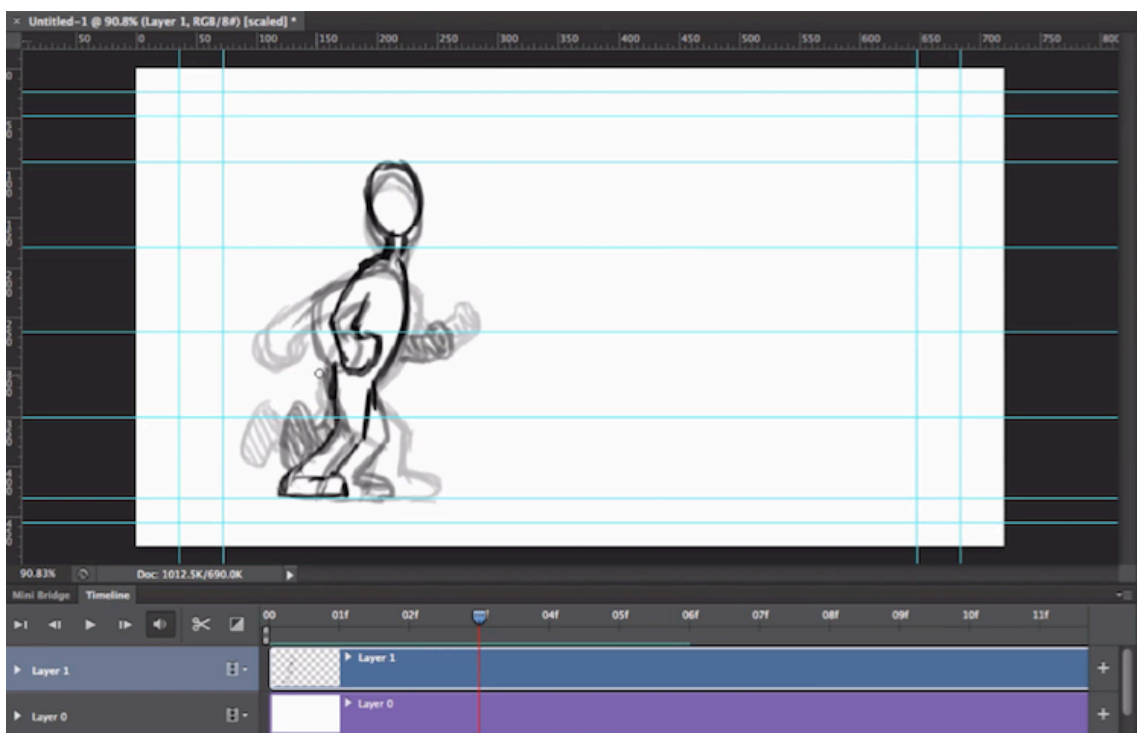 × Untitled-1 @ 90.8% (Layer 1, RGB/8#) [scaled] *
50 0 50 100 150 200 250 300 350 400 450 500 550 600 650 700 750 800
90.83% Doc: 1012.5K/690.0K
Mini Bridge Timeline
00 01f 02f f 04f 05f 06f 07f 08f 09f 10f 11f
Layer 1 Layer 1
Layer 0 Layer 0